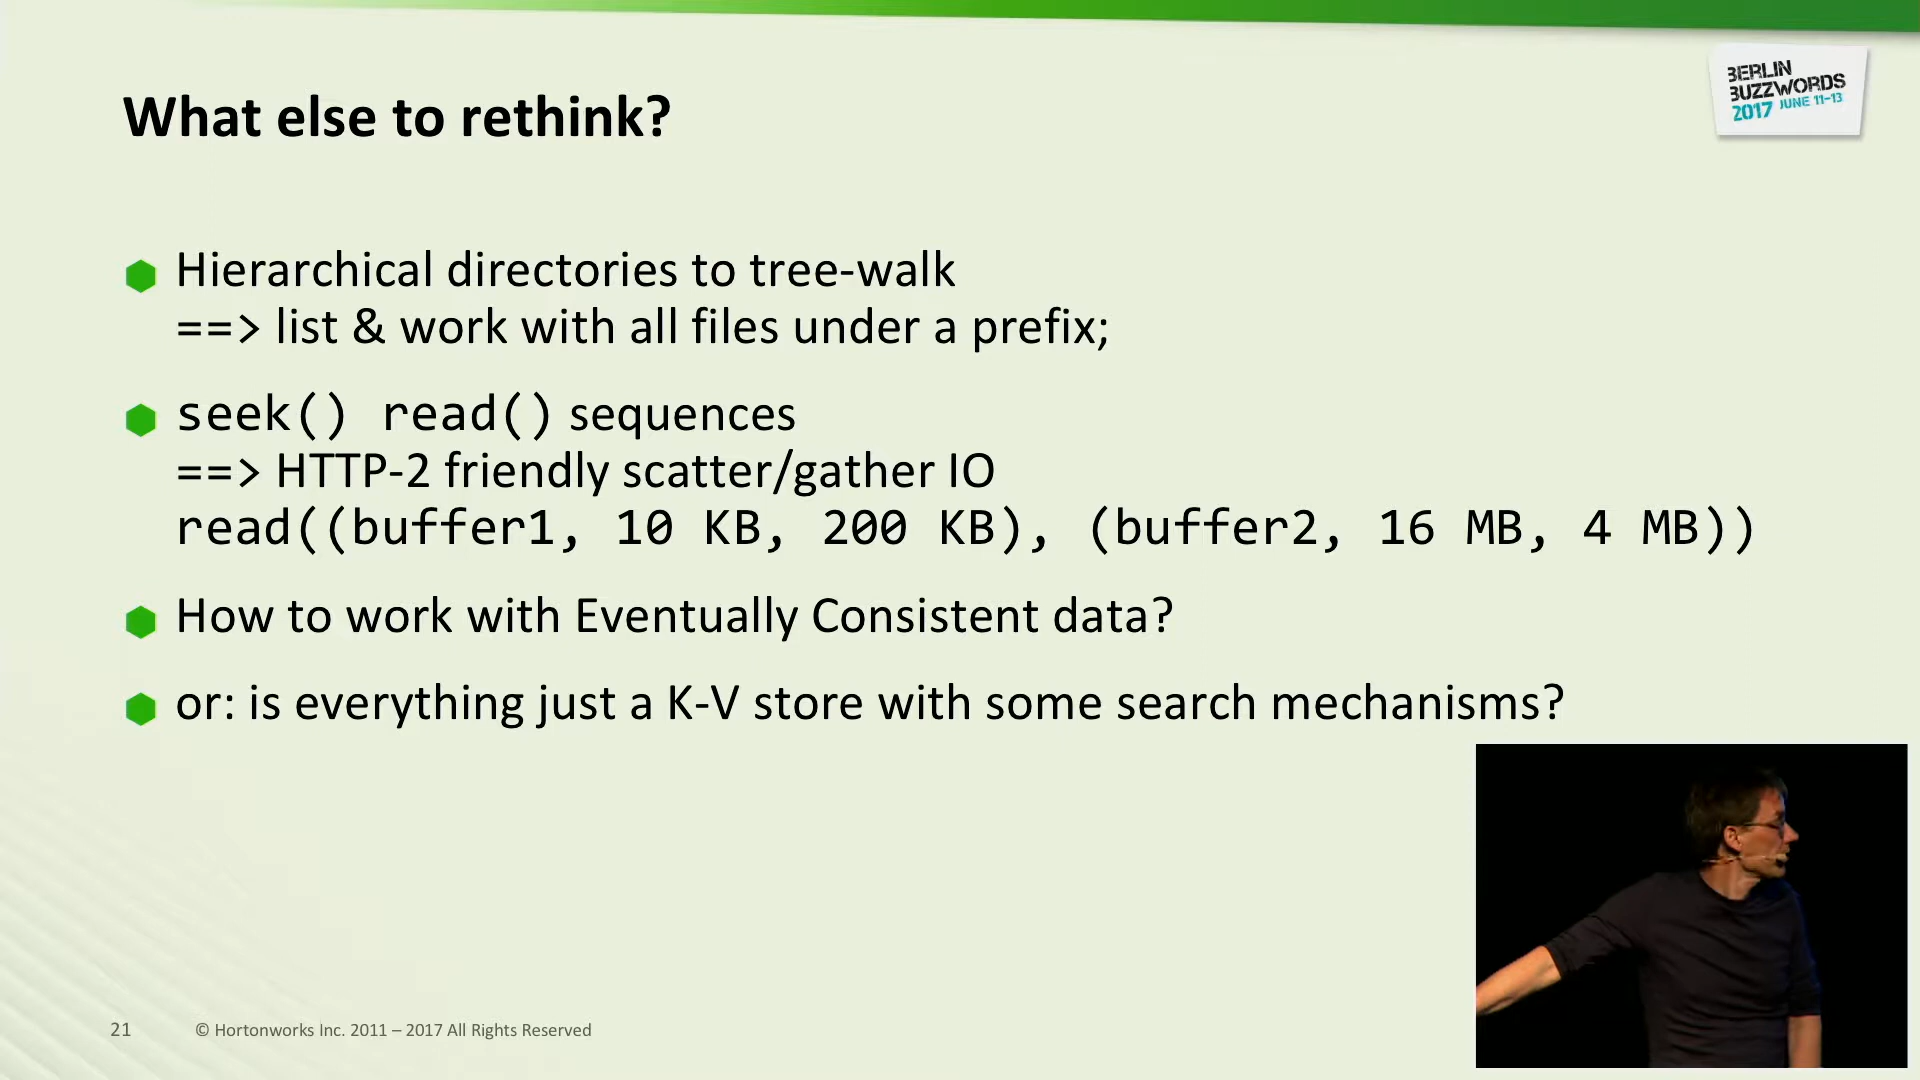 What else to rethink?
BERLIN
BUZZWORDS
2017 JUNE 11-13
Hierarchical directories to tree-walk
==> list & work with all files under a prefix;
seek() read() sequences
==> HTTP-2 friendly scatter/gather IO
read((buffer1, 10 KB, 200 KB), (buffer2, 16 MB, 4 MB))
How to work with Eventually Consistent data?
or: is everything just a K-V store with some search mechanisms?
21 © Hortonworks Inc. 2011 – 2017 All Rights Reserved